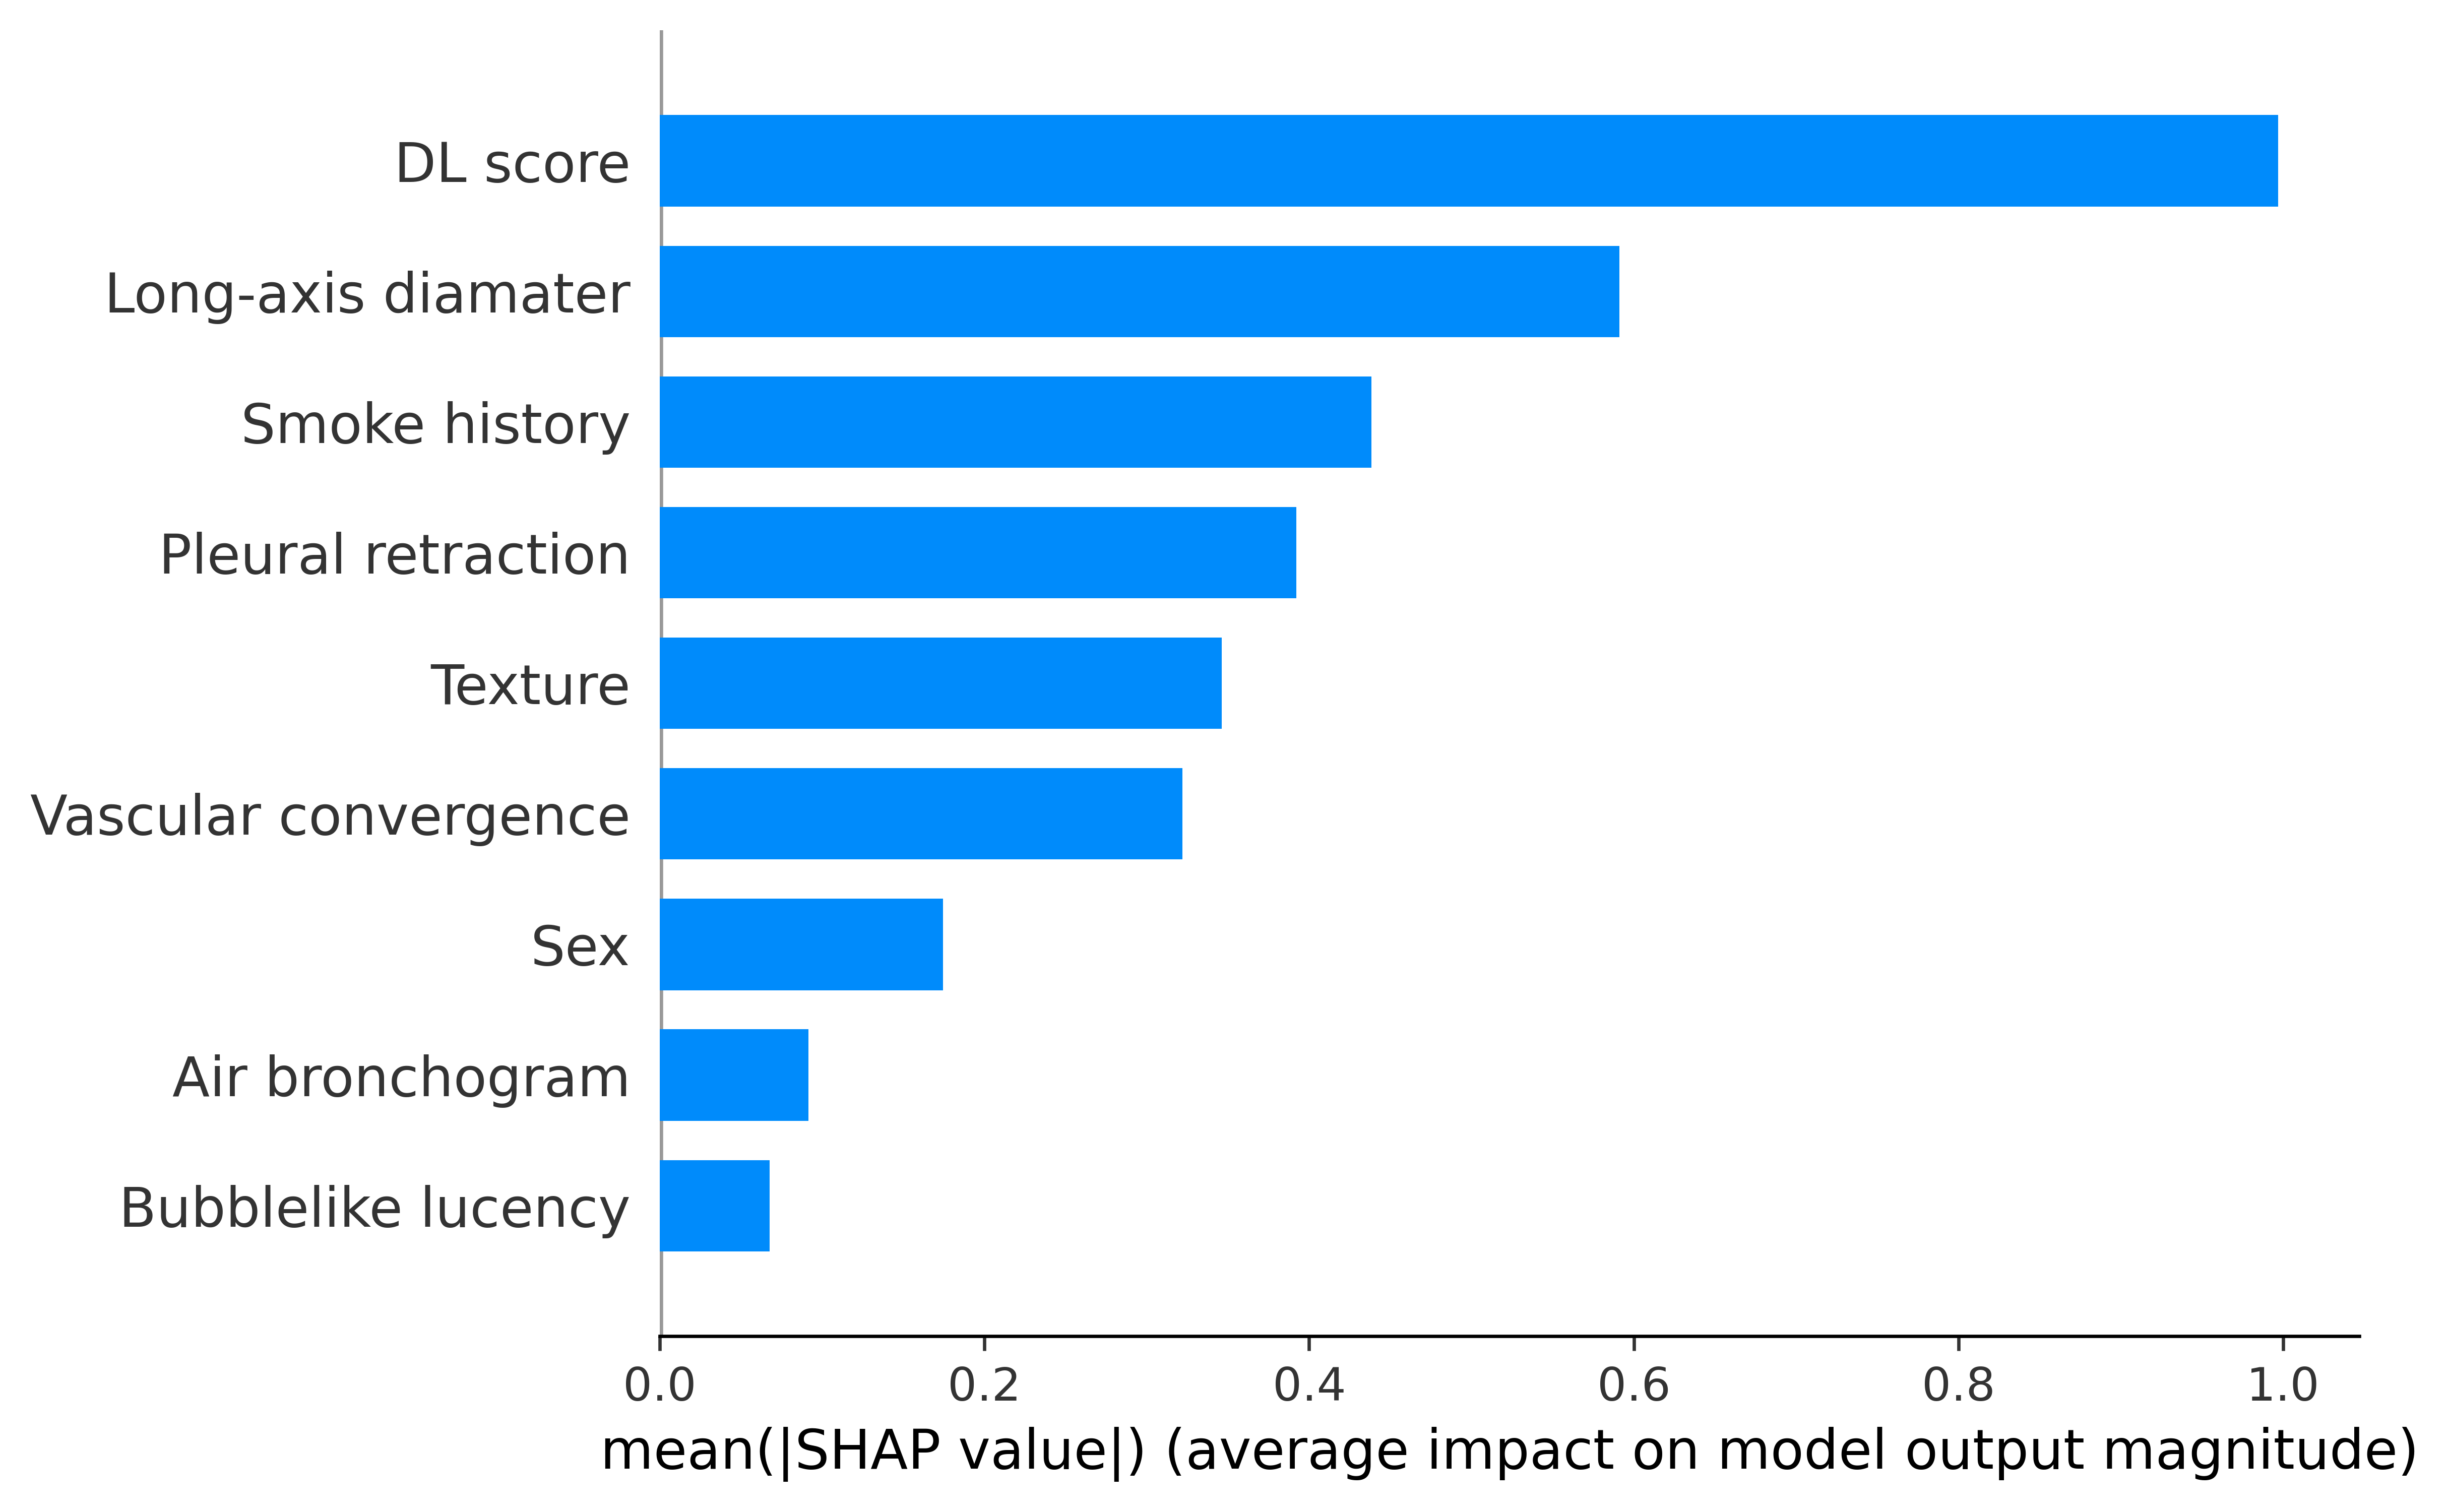 DL score
Long-axis diamater
Smoke history
Pleural retraction
Texture
Vascular convergence
Sex
Air bronchogram
Bubblelike lucency
0.0 0.2 0.4 0.6 0.8 1.0
mean(|SHAP value|) (average impact on model output magnitude)